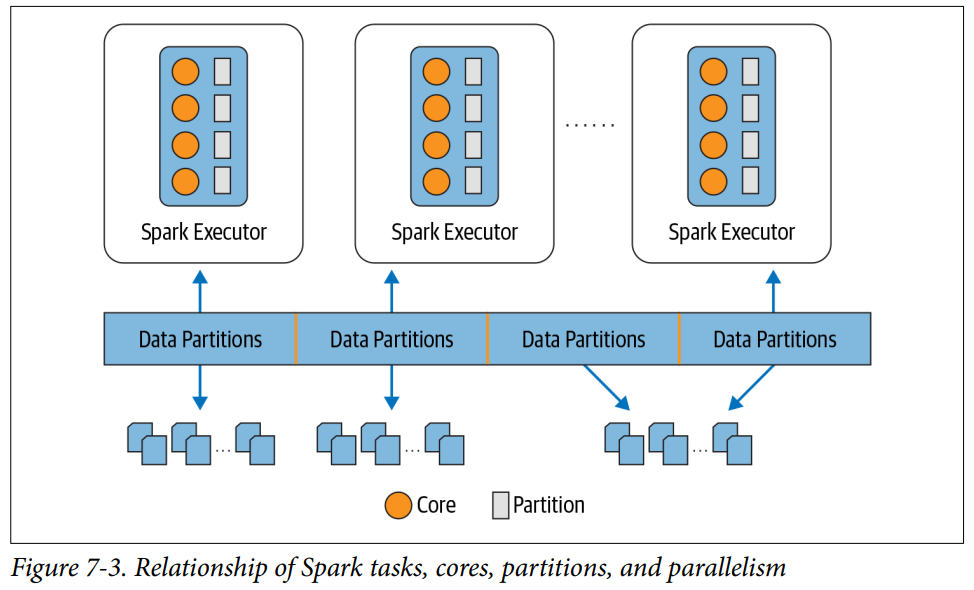 Spark Executor
Spark Executor
......
Spark Executor
Data Partitions
Data Partitions
Data Partitions
Data Partitions
...
...
...
Core
Partition
Figure 7-3. Relationship of Spark tasks, cores, partitions, and parallelism